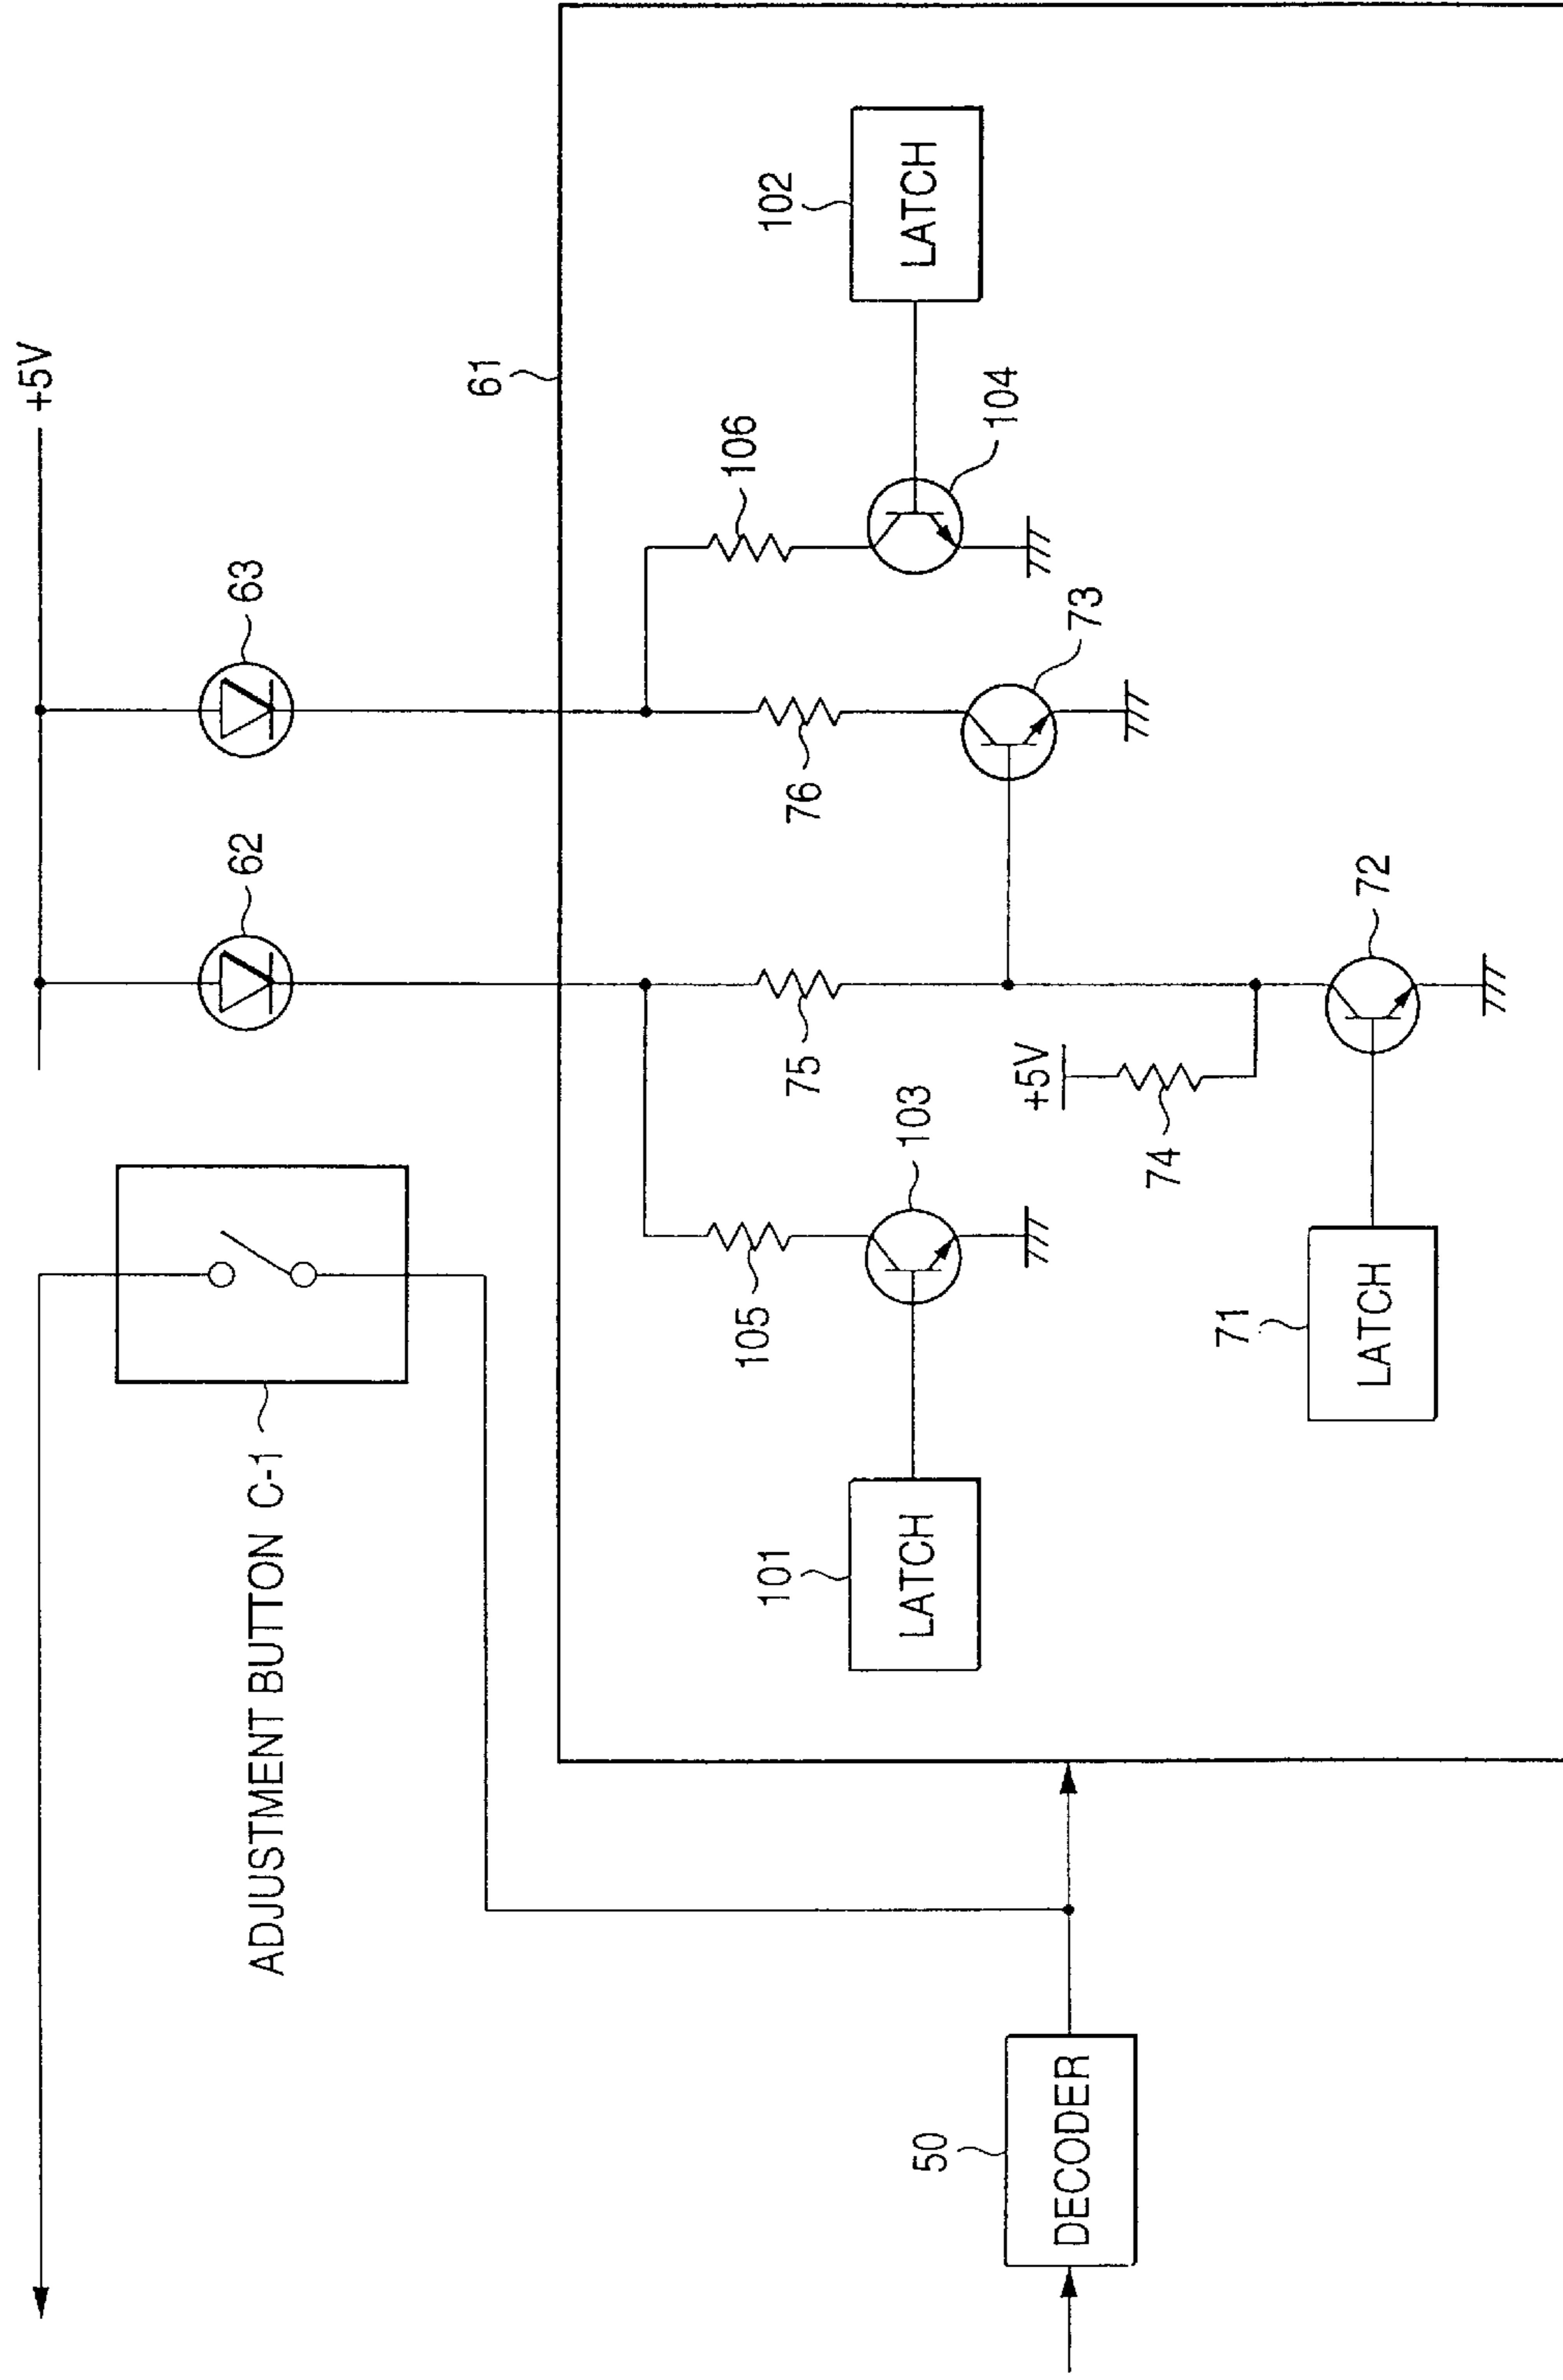 +5V
62
63
ADJUSTMENT BUTTON C-1
61
106
102
LATCH
104
105
103
75
76
73
101
LATCH
+5V
74
72
71
LATCH
50
DECODER